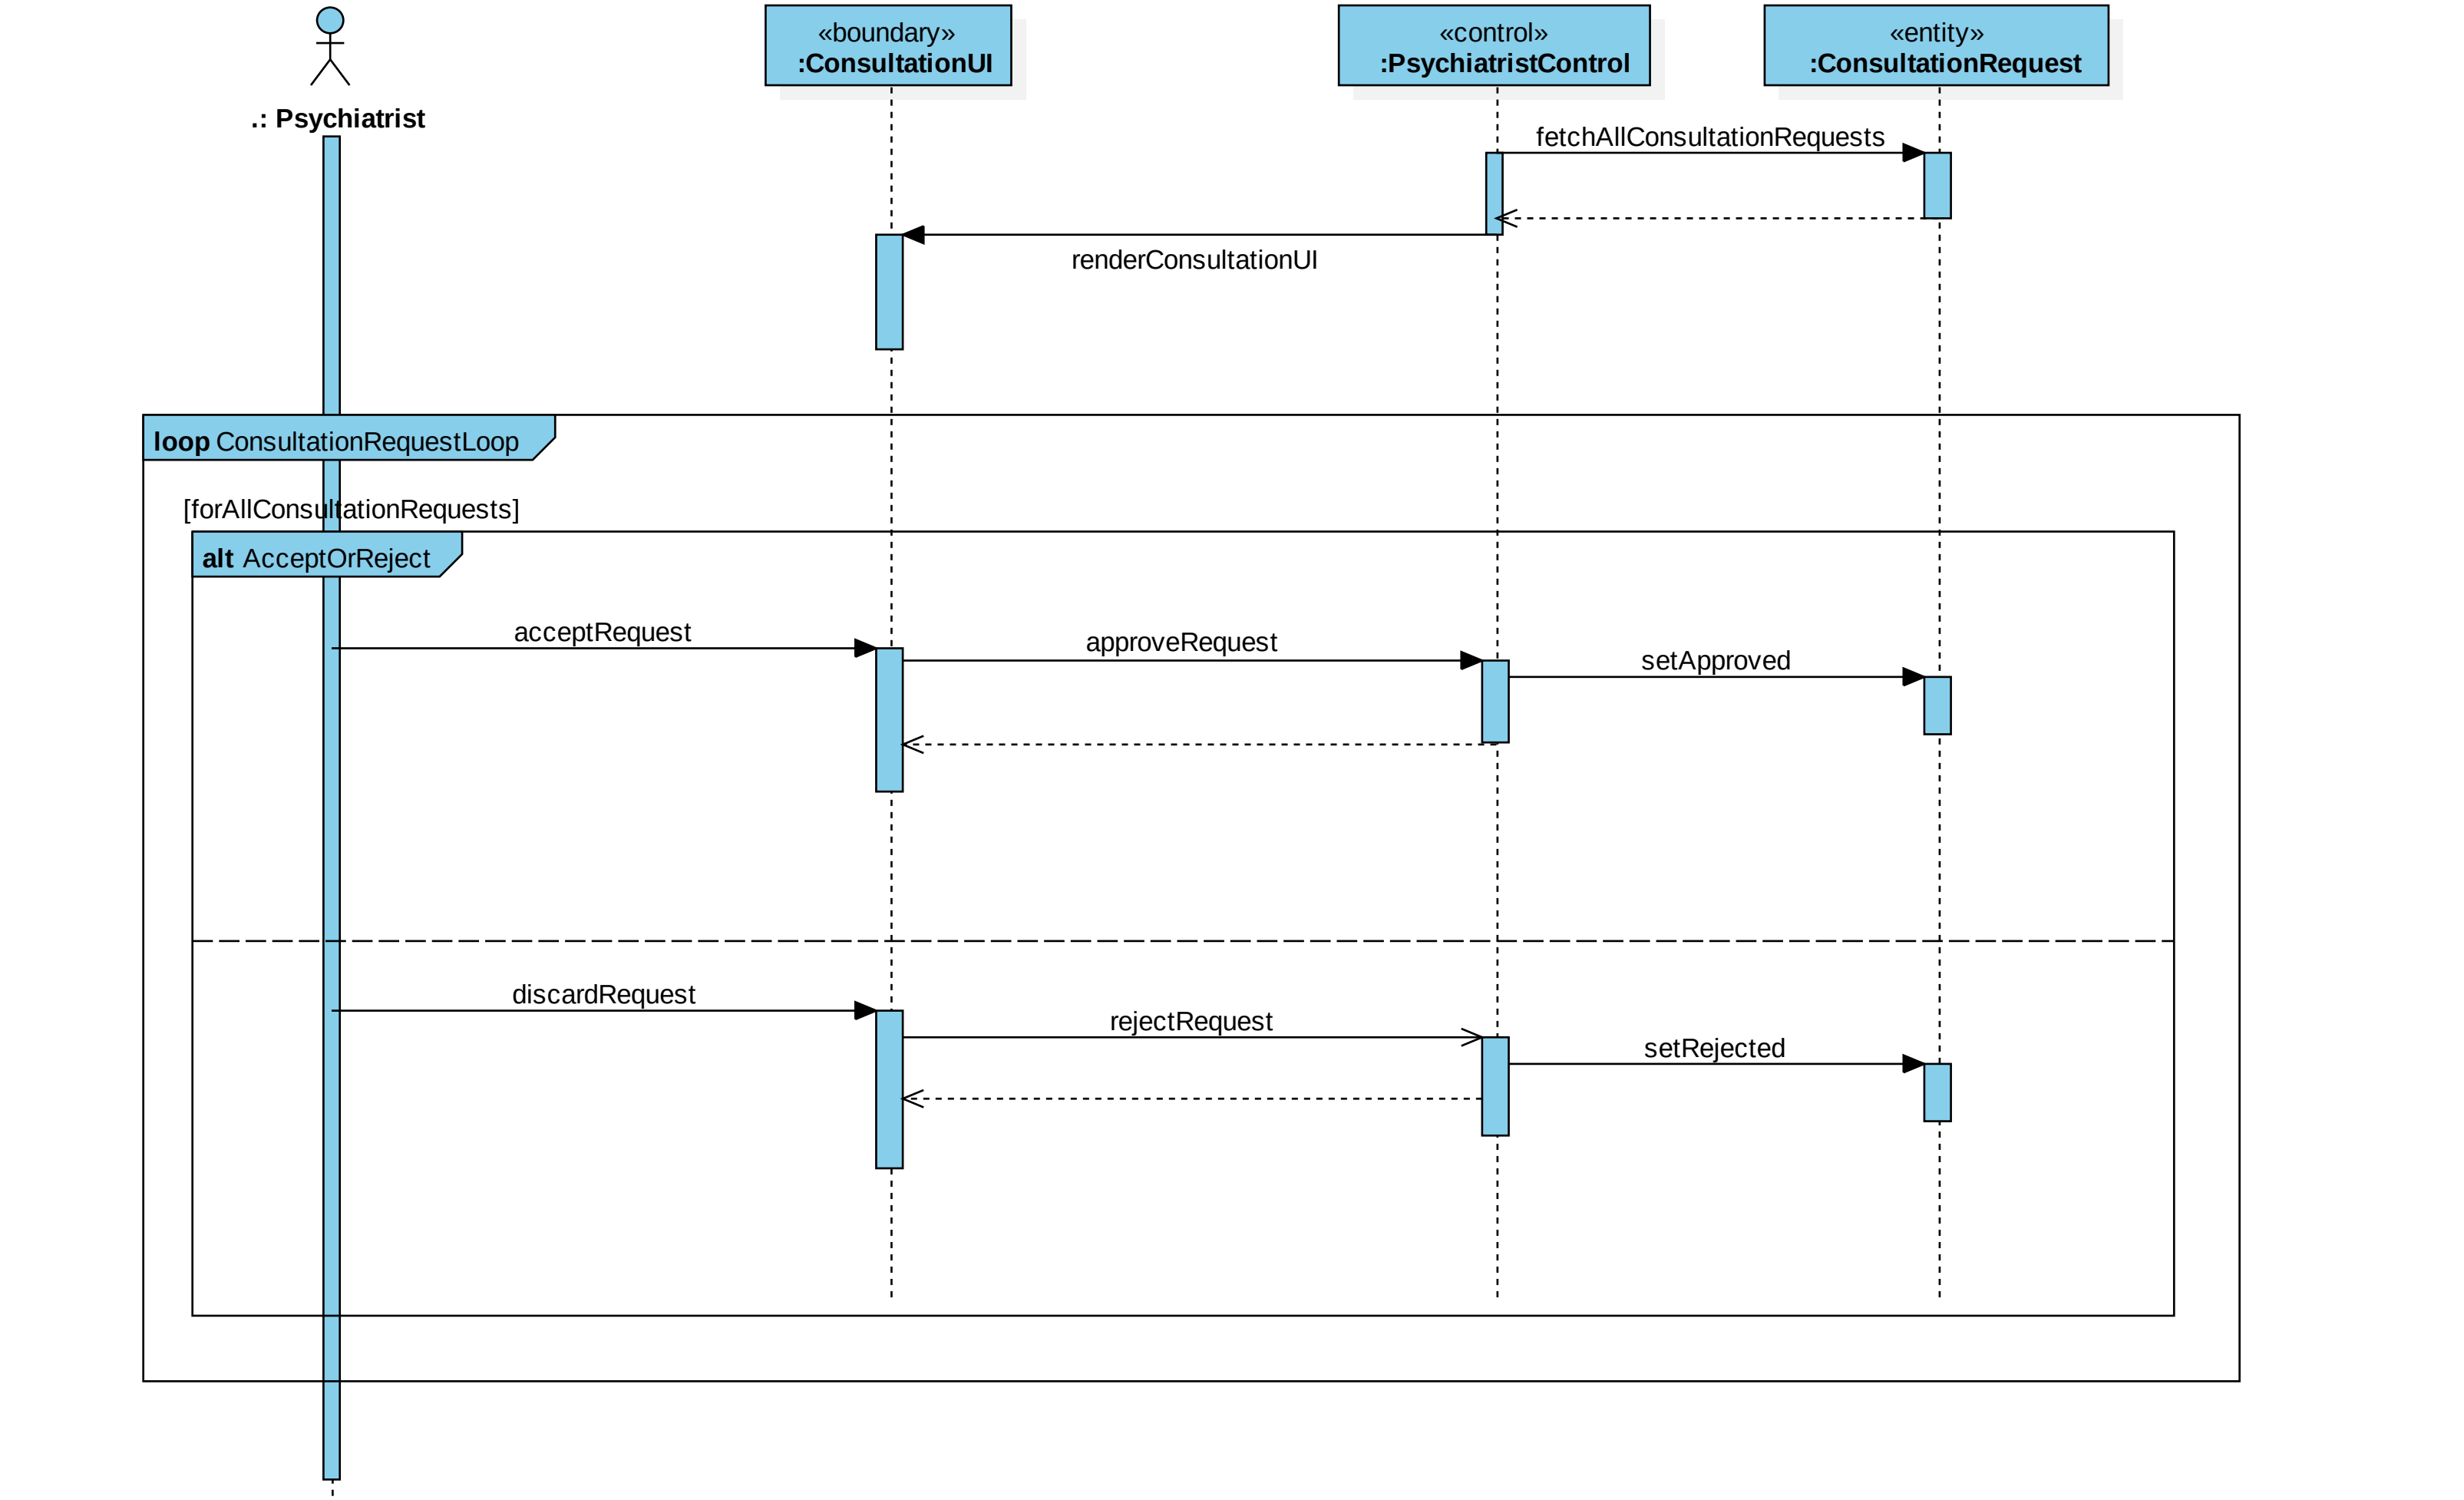 .: Psychiatrist
«boundary»
:ConsultationUI
«control»
:PsychiatristControl
«entity»
:ConsultationRequest
fetchAllConsultationRequests
renderConsultationUI
loop ConsultationRequestLoop
[forAllConsultationRequests]
alt AcceptOrReject
acceptRequest
approveRequest
setApproved
discardRequest
rejectRequest
setRejected